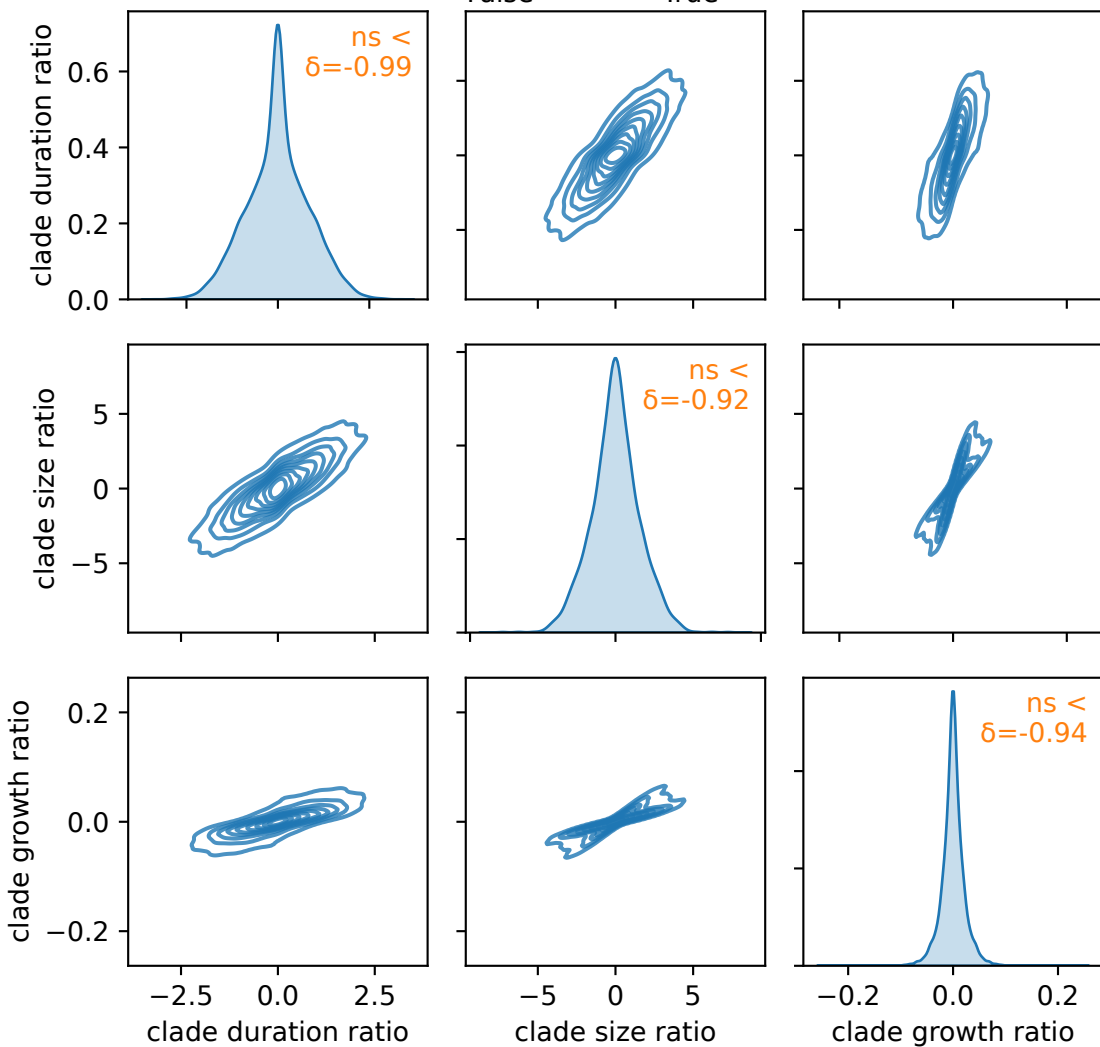 clade duration ratio
0.6
0.4
0.2
0.0
ns <
δ=-0.99
clade size ratio
5
0
−5
ns <
δ=-0.92
clade growth ratio
0.2
0.0
−0.2
ns <
δ=-0.94
−2.5 0.0 2.5
−5 0 5
−0.2 0.0 0.2
clade duration ratio
clade size ratio
clade growth ratio